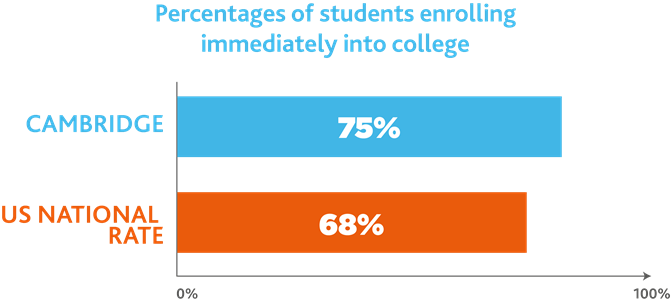 Percentages of students enrolling
immediately into college
CAMBRIDGE
75%
US NATIONAL
RATE
68%
0%
100%